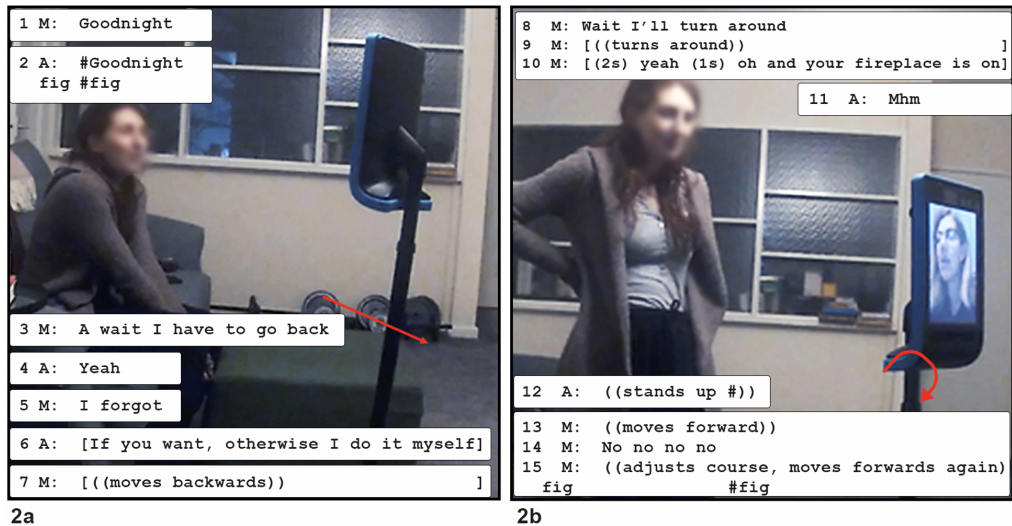 1 M: Goodnight
2 A: #Goodnight
fig #fig
3 M: A wait I have to go back
4 A: Yeah
5 M: I forgot
6 A: [If you want, otherwise I do it myself]
7 M: [((moves backwards)) ]
2a
8 M: Wait I’ll turn around
9 M: [((turns around)) ]
10 M: [(2s) yeah (1s) oh and your fireplace is on]
11 A: Mhm
12 A: ((stands up #))
13 M: ((moves forward))
14 M: No no no no
15 M: ((adjusts course, moves forwards again)
fig #fig
2b